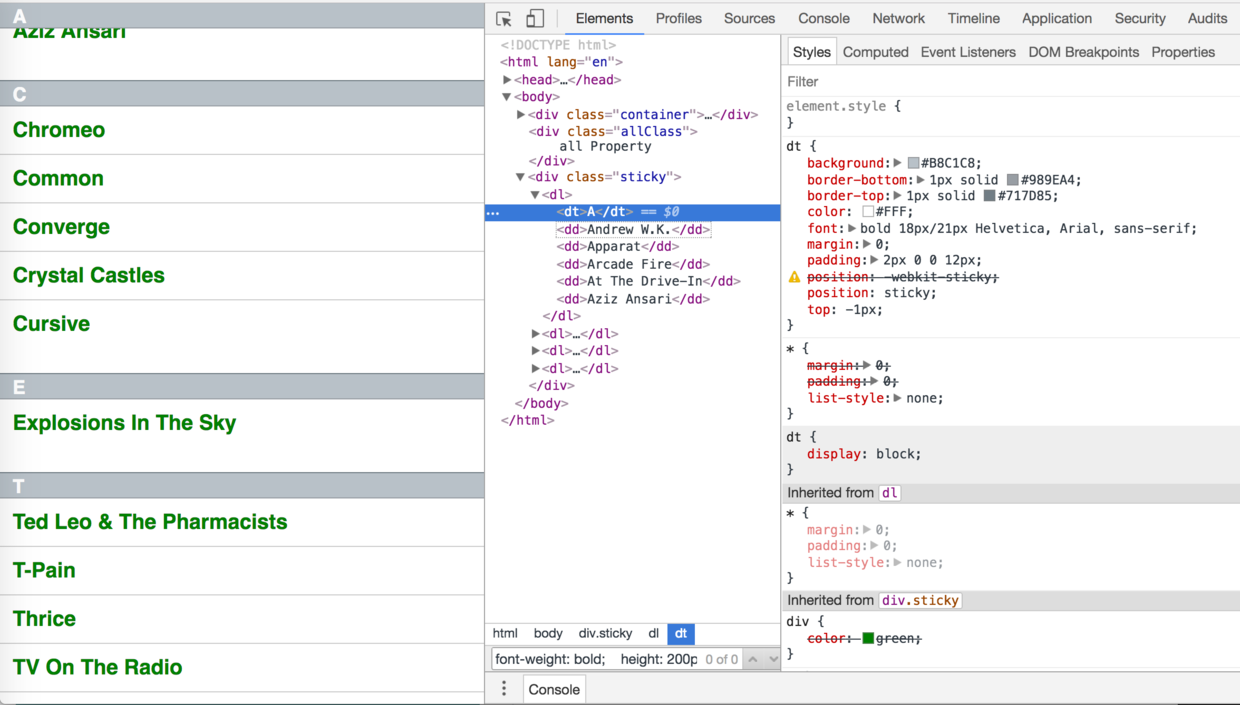 A
Aziz Ansari
C
Chromeo
Common
Converge
Crystal Castles
Cursive
E
Explosions In The Sky
T
Ted Leo & The Pharmacists
T-Pain
Thrice
TV On The Radio
Elements Profiles Sources Console Network Timeline Application Security Audits
<!DOCTYPE html>
<html lang="en">
▶<head>…</head>
▼<body>
▶<div class="container">…</div>
<div class="allClass">
all Property
</div>
▼<div class="sticky">
▼<dl>
… <dt>A</dt> == $0
<dd>Andrew W.K.</dd>
<dd>Apparat</dd>
<dd>Arcade Fire</dd>
<dd>At The Drive-In</dd>
<dd>Aziz Ansari</dd>
</dl>
▶<dl>…</dl>
▶<dl>…</dl>
▶<dl>…</dl>
</div>
</body>
</html>
html body div.sticky dl dt
font-weight: bold; height: 200p 0 of 0
Console
Styles Computed Event Listeners DOM Breakpoints Properties
Filter
element.style {
}
dt {
background:▶ #B8C1C8;
border-bottom:▶ 1px solid #989EA4;
border-top:▶ 1px solid #717D85;
color: #FFF;
font:▶ bold 18px/21px Helvetica, Arial, sans-serif;
margin:▶ 0;
padding:▶ 2px 0 0 12px;
position: -webkit-sticky;
position: sticky;
top: -1px;
}
* {
margin:▶ 0;
padding:▶ 0;
list-style:▶ none;
}
dt {
display: block;
}
Inherited from dl
* {
margin:▶ 0;
padding:▶ 0;
list-style:▶ none;
}
Inherited from div.sticky
div {
color: green;
}